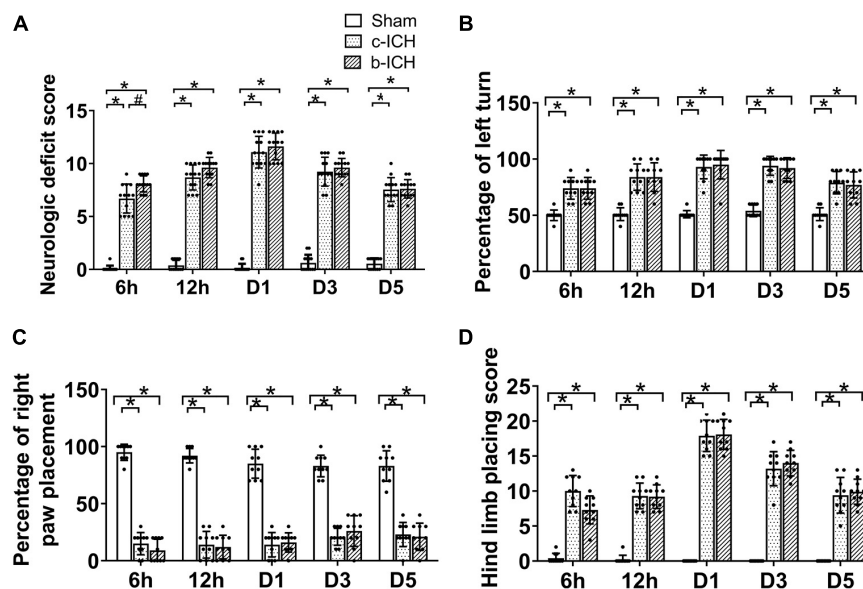 A
Sham
c-ICH
b-ICH
Neurologic deficit score
15
10
5
0
* * * * *
* # * * * *
6h 12h D1 D3 D5
B
Percentage of left turn
150
100
50
0
* * * * *
* * * * *
6h 12h D1 D3 D5
C
Percentage of right
paw placement
150
100
50
0
* * * * *
* * * * *
6h 12h D1 D3 D5
D
Hind limb placing score
25
20
15
10
5
0
* * * * *
* * * * *
6h 12h D1 D3 D5